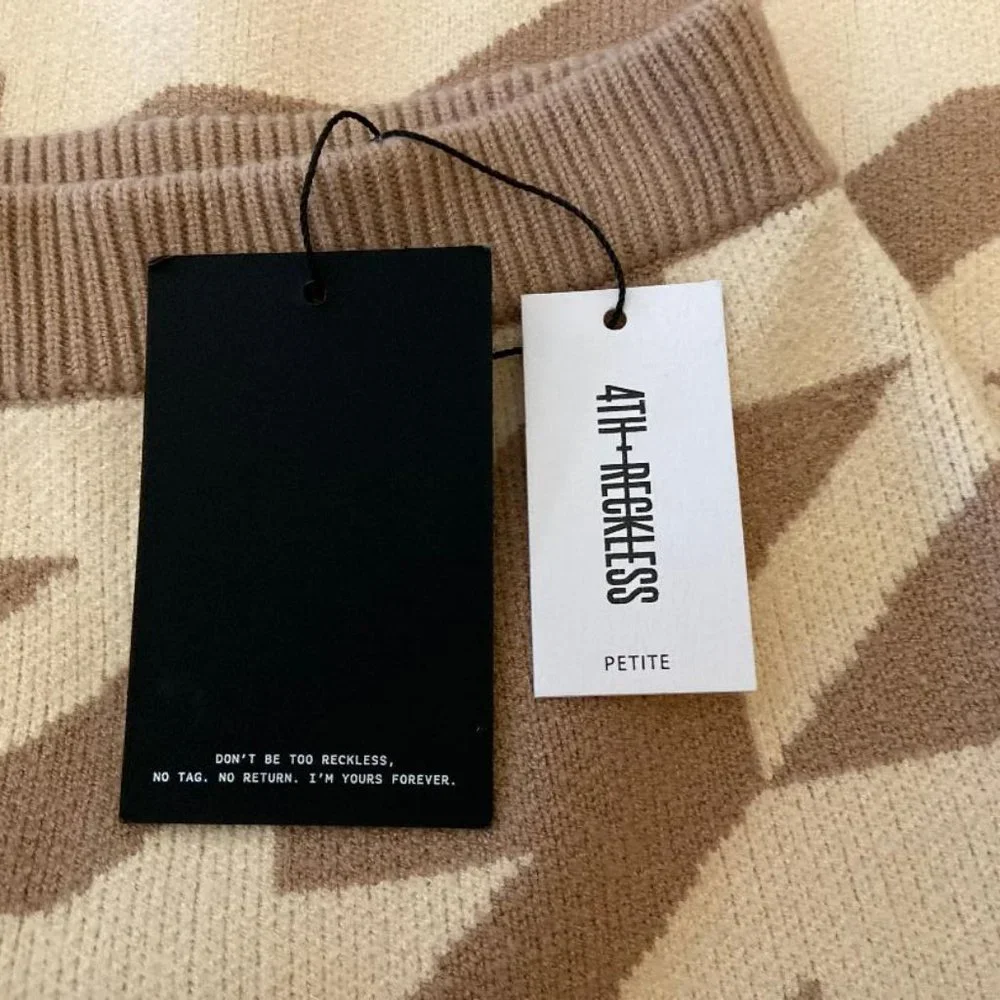 DON'T BE TOO RECKLESS,
NO TAG. NO RETURN. I'M YOURS FOREVER.
4TH+RECKLESS
PETITE